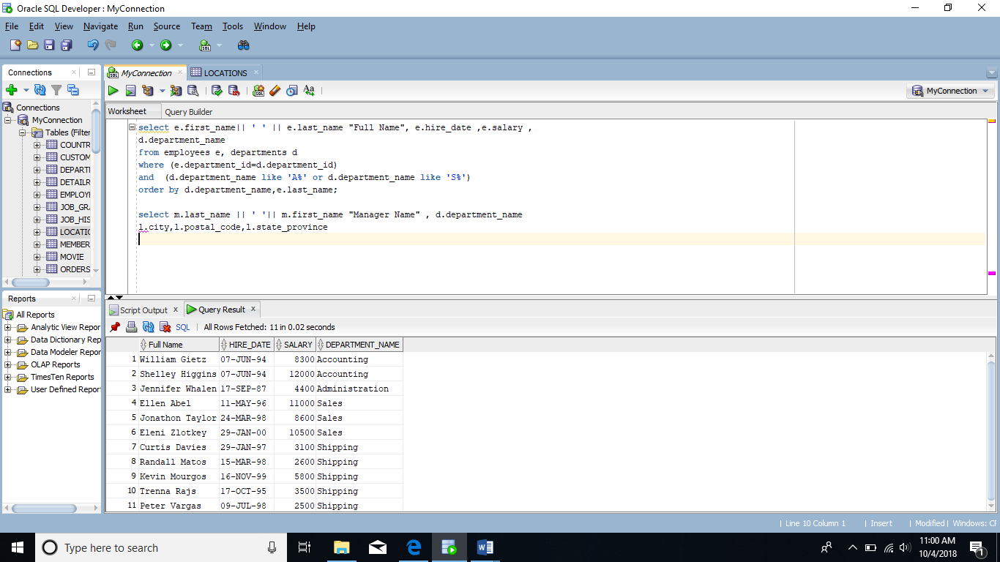 Oracle SQL Developer : MyConnection
File Edit View Navigate Run Source Team Tools Window Help
Connections
MyConnection
LOCATIONS
MyConnection
Connections
MyConnection
Tables (Filter
COUNTR
CUSTOM
DEPART
DETAILR
EMPLOY
JOB_GRA
JOB_HIS
LOCATIO
MEMBER
MOVIE
ORDERS
Worksheet Query Builder
select e.first_name|| ' ' || e.last_name "Full Name", e.hire_date ,e.salary ,
d.department_name
from employees e, departments d
where (e.department_id=d.department_id)
and  (d.department_name like 'A%' or d.department_name like 'S%')
order by d.department_name,e.last_name;
select m.last_name || ' '|| m.first_name "Manager Name" , d.department_name
l.city,l.postal_code,l.state_province
Reports
All Reports
Analytic View Repor
Data Dictionary Rep
Data Modeler Repor
OLAP Reports
TimesTen Reports
User Defined Repor
Script Output x Query Result x
SQL | All Rows Fetched: 11 in 0.02 seconds
Full Name HIRE_DATE SALARY DEPARTMENT_NAME
1 William Gietz 07-JUN-94 8300 Accounting
2 Shelley Higgins 07-JUN-94 12000 Accounting
3 Jennifer Whalen 17-SEP-87 4400 Administration
4 Ellen Abel 11-MAY-96 11000 Sales
5 Jonathon Taylor 24-MAR-98 8600 Sales
6 Eleni Zlotkey 29-JAN-00 10500 Sales
7 Curtis Davies 29-JAN-97 3100 Shipping
8 Randall Matos 15-MAR-98 2600 Shipping
9 Kevin Mourgos 16-NOV-99 5800 Shipping
10 Trenna Rajs 17-OCT-95 3500 Shipping
11 Peter Vargas 09-JUL-98 2500 Shipping
| Line 10 Column 1 | Insert | Modified | Windows: CF
Type here to search
11:00 AM
10/4/2018
1